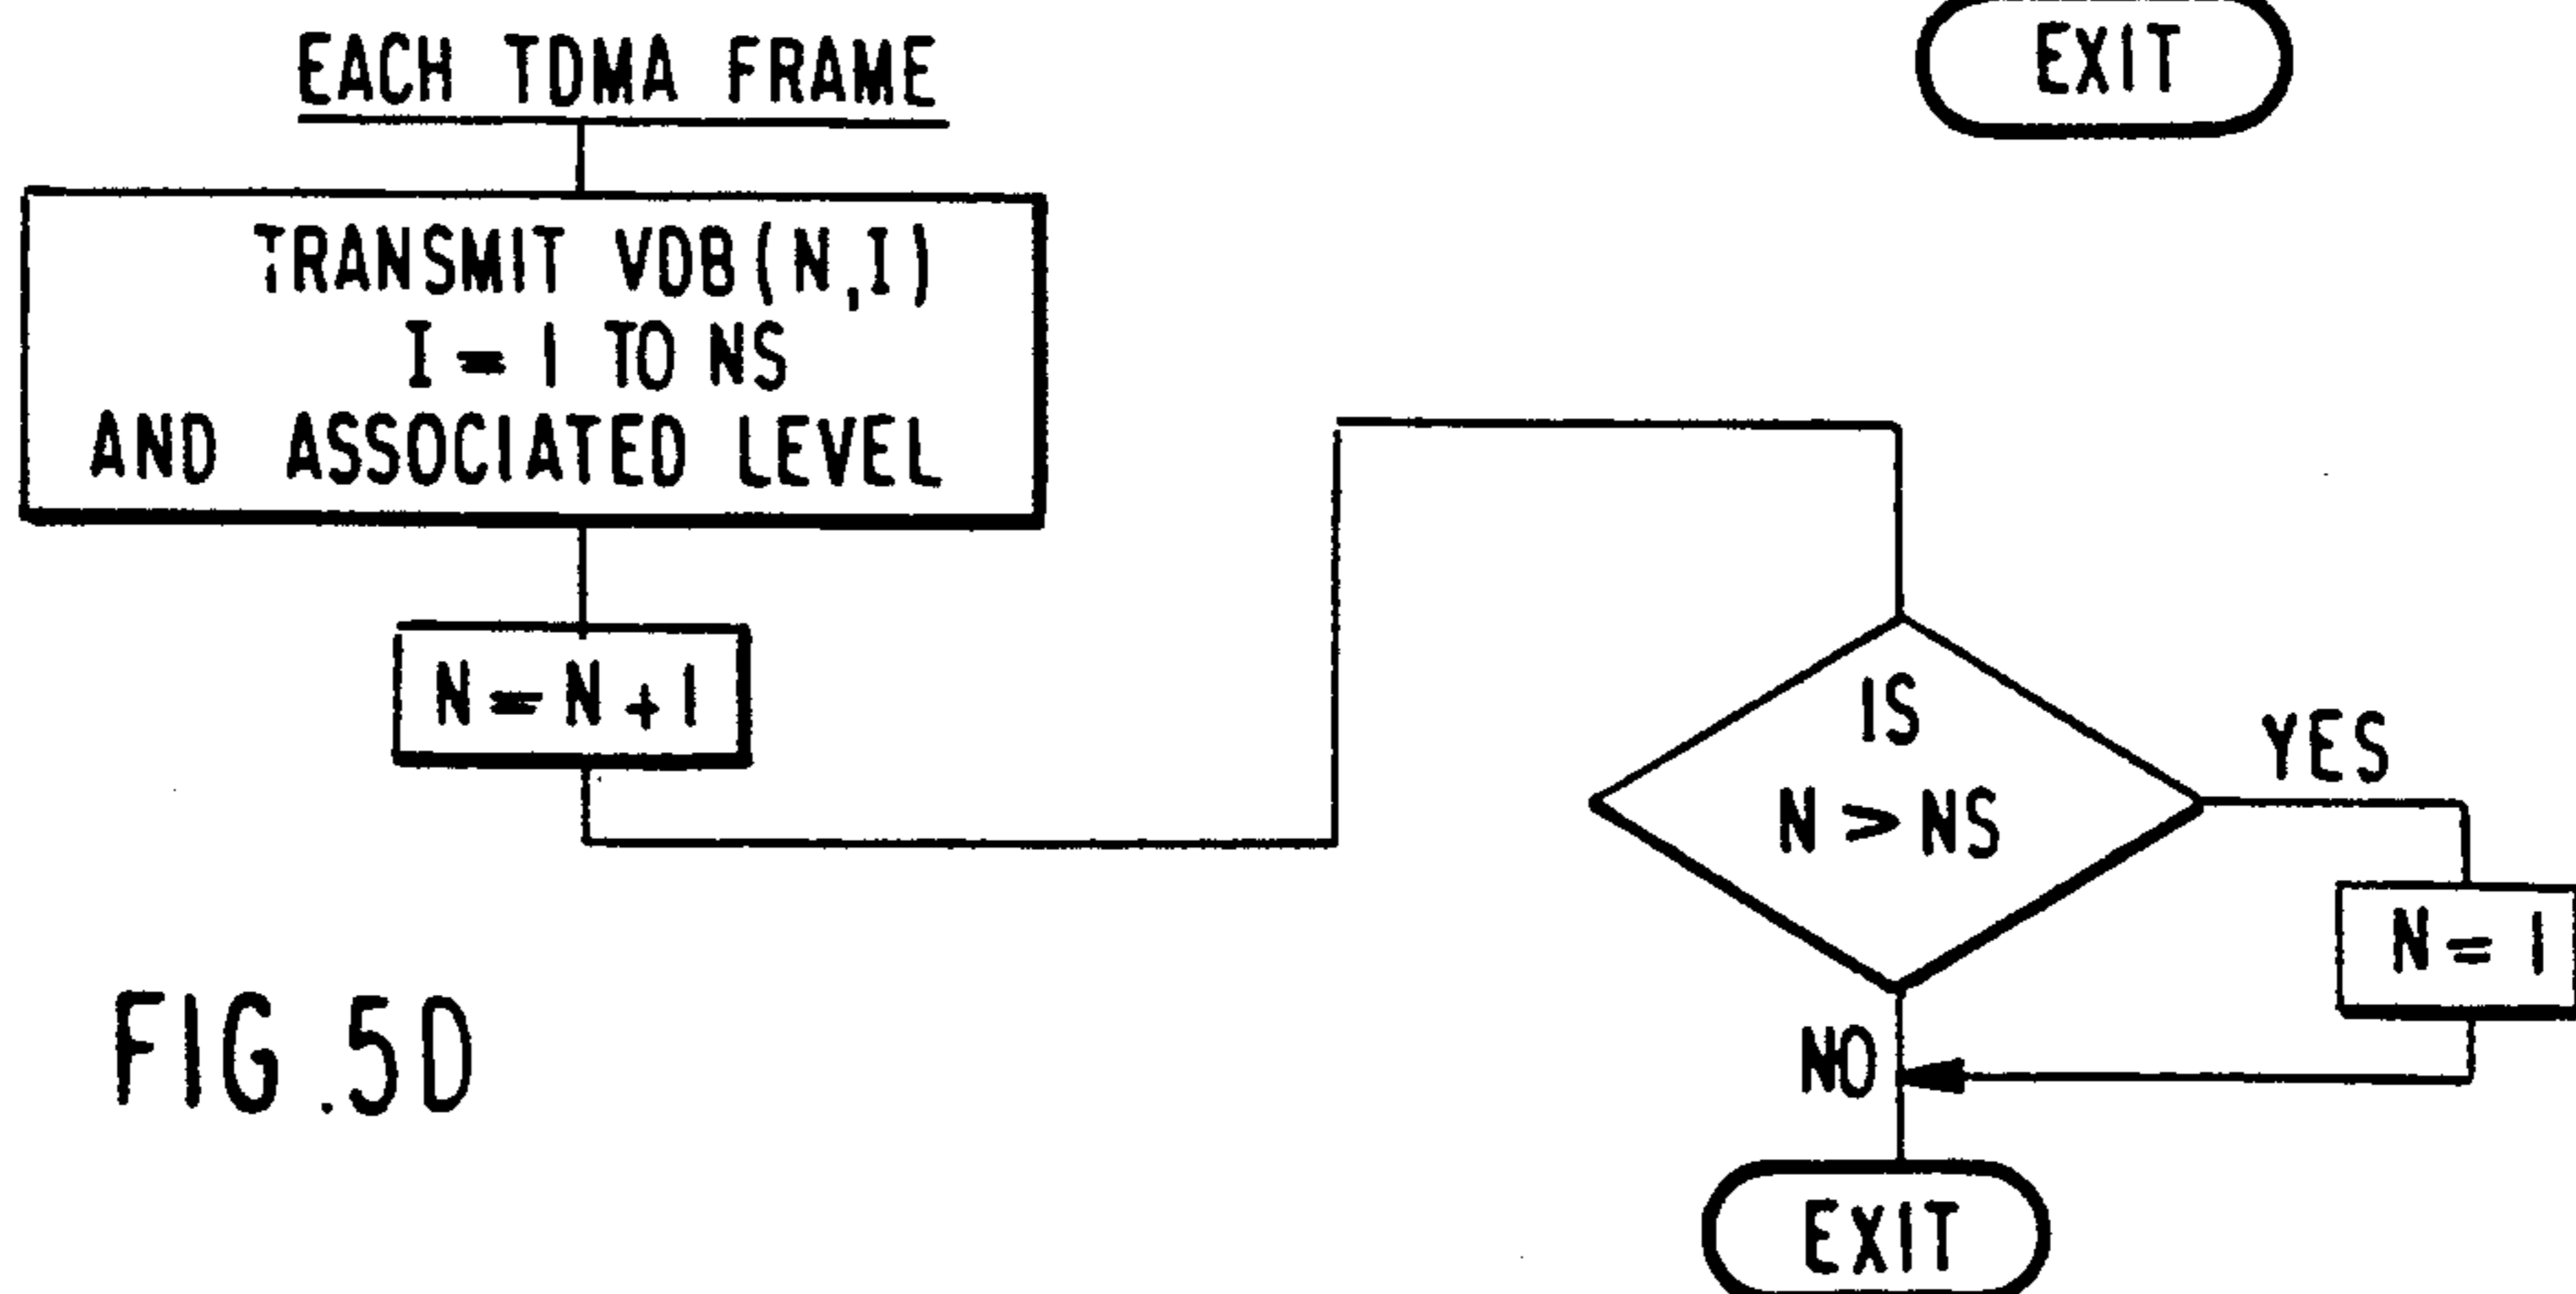 EACH TDMA FRAME
EXIT
TRANSMIT VDB(N,I)
I = 1 TO NS
AND ASSOCIATED LEVEL
N = N + 1
IS
N > NS
YES
N = 1
NO
EXIT
FIG. 5D